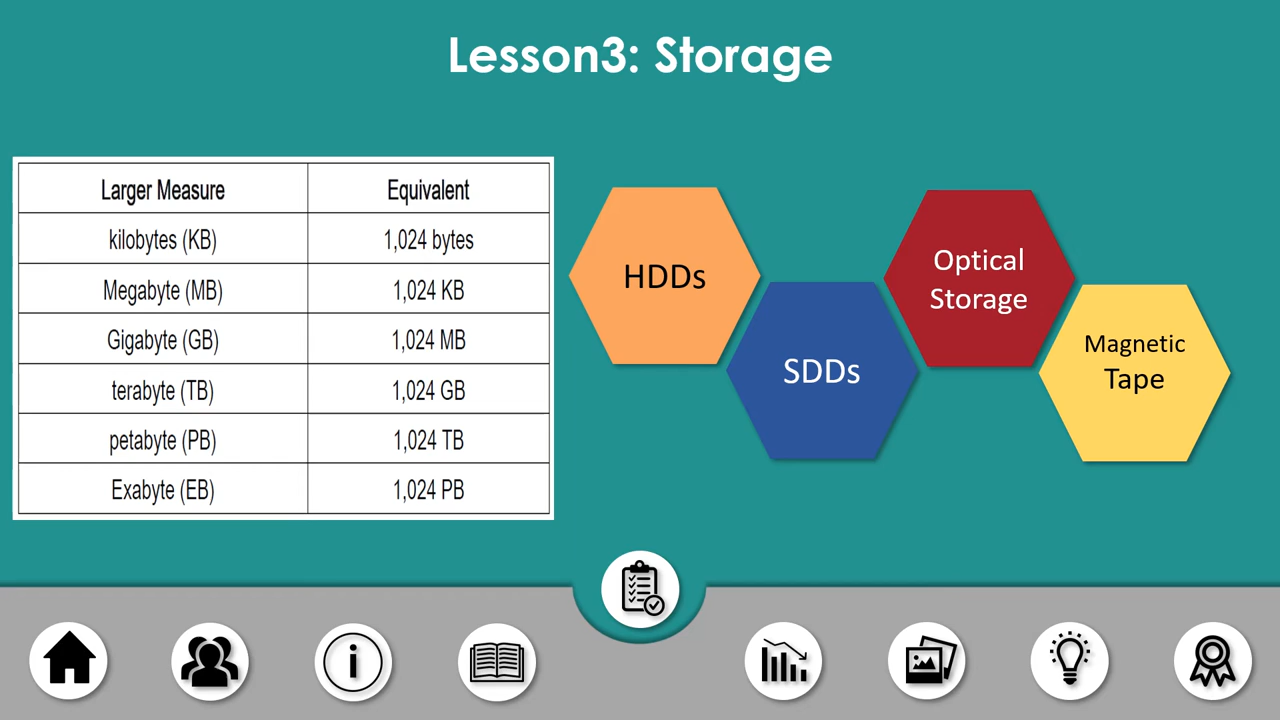 Lesson3: Storage
Larger Measure Equivalent
kilobytes (KB) 1,024 bytes
Megabyte (MB) 1,024 KB
Gigabyte (GB) 1,024 MB
terabyte (TB) 1,024 GB
petabyte (PB) 1,024 TB
Exabyte (EB) 1,024 PB
HDDs
SDDs
Optical
Storage
Magnetic
Tape